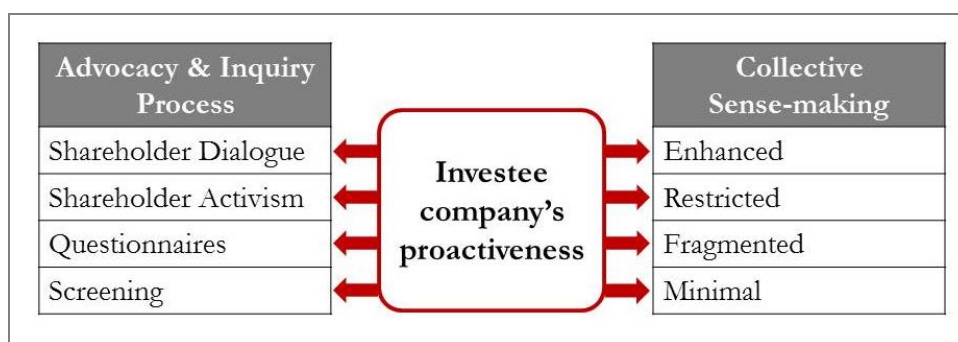 Advocacy & Inquiry
Process
Shareholder Dialogue
Shareholder Activism
Questionnaires
Screening
Investee
company’s
proactiveness
Collective
Sense-making
Enhanced
Restricted
Fragmented
Minimal